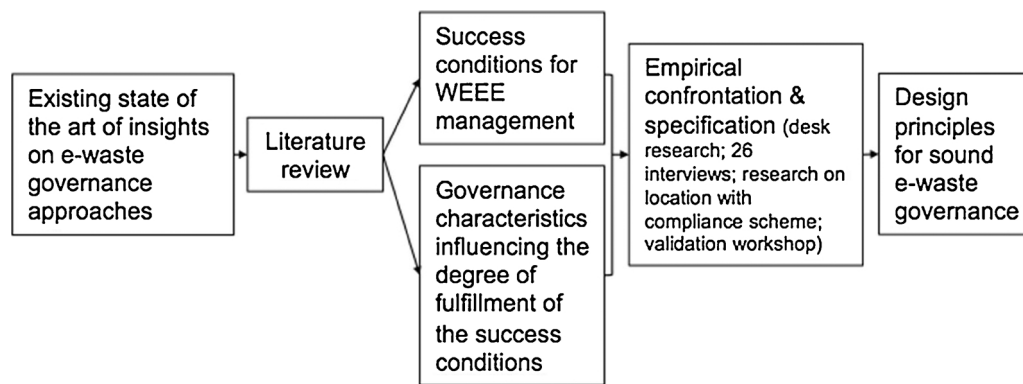 Existing state of
the art of insights
on e-waste
governance
approaches
Literature
review
Success
conditions for
WEEE
management
Governance
characteristics
influencing the
degree of
fulfillment of
the success
conditions
Empirical
confrontation &
specification (desk
research; 26
interviews; research on
location with
compliance scheme;
validation workshop)
Design
principles
for sound
e-waste
governance